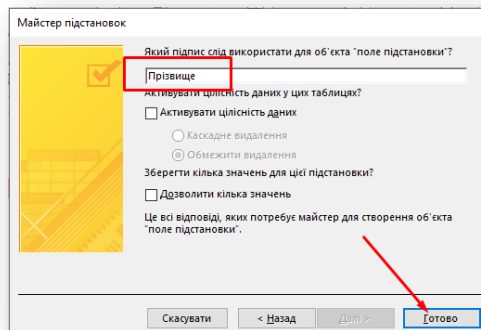 Майстер підстановок
Який підпис слід використати для об'єкта "поле підстановки"?
Прізвище
Активувати цілісність даних у цих таблицях?
Активувати цілісність даних
Каскадне видалення
Обмежити видалення
Зберегти кілька значень для цієї підстановки?
Дозволити кілька значень
Це всі відповіді, яких потребує майстер для створення об'єкта
"поле підстановки".
Скасувати < Назад Далі > Готово